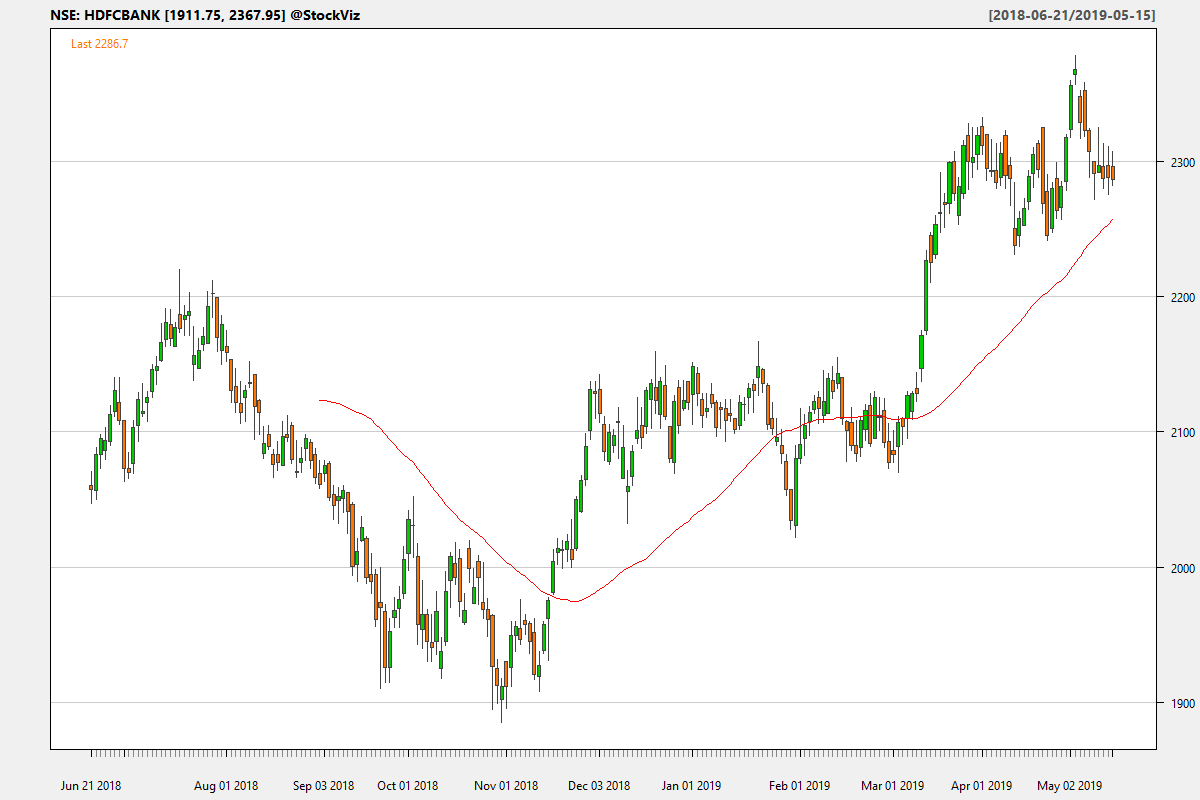 NSE: HDFCBANK [1911.75, 2367.95] @StockViz [2018-06-21/2019-05-15]
Last 2286.7
2300
2200
2100
2000
1900
Jun 21 2018 Aug 01 2018 Sep 03 2018 Oct 01 2018 Nov 01 2018 Dec 03 2018 Jan 01 2019 Feb 01 2019 Mar 01 2019 Apr 01 2019 May 02 2019